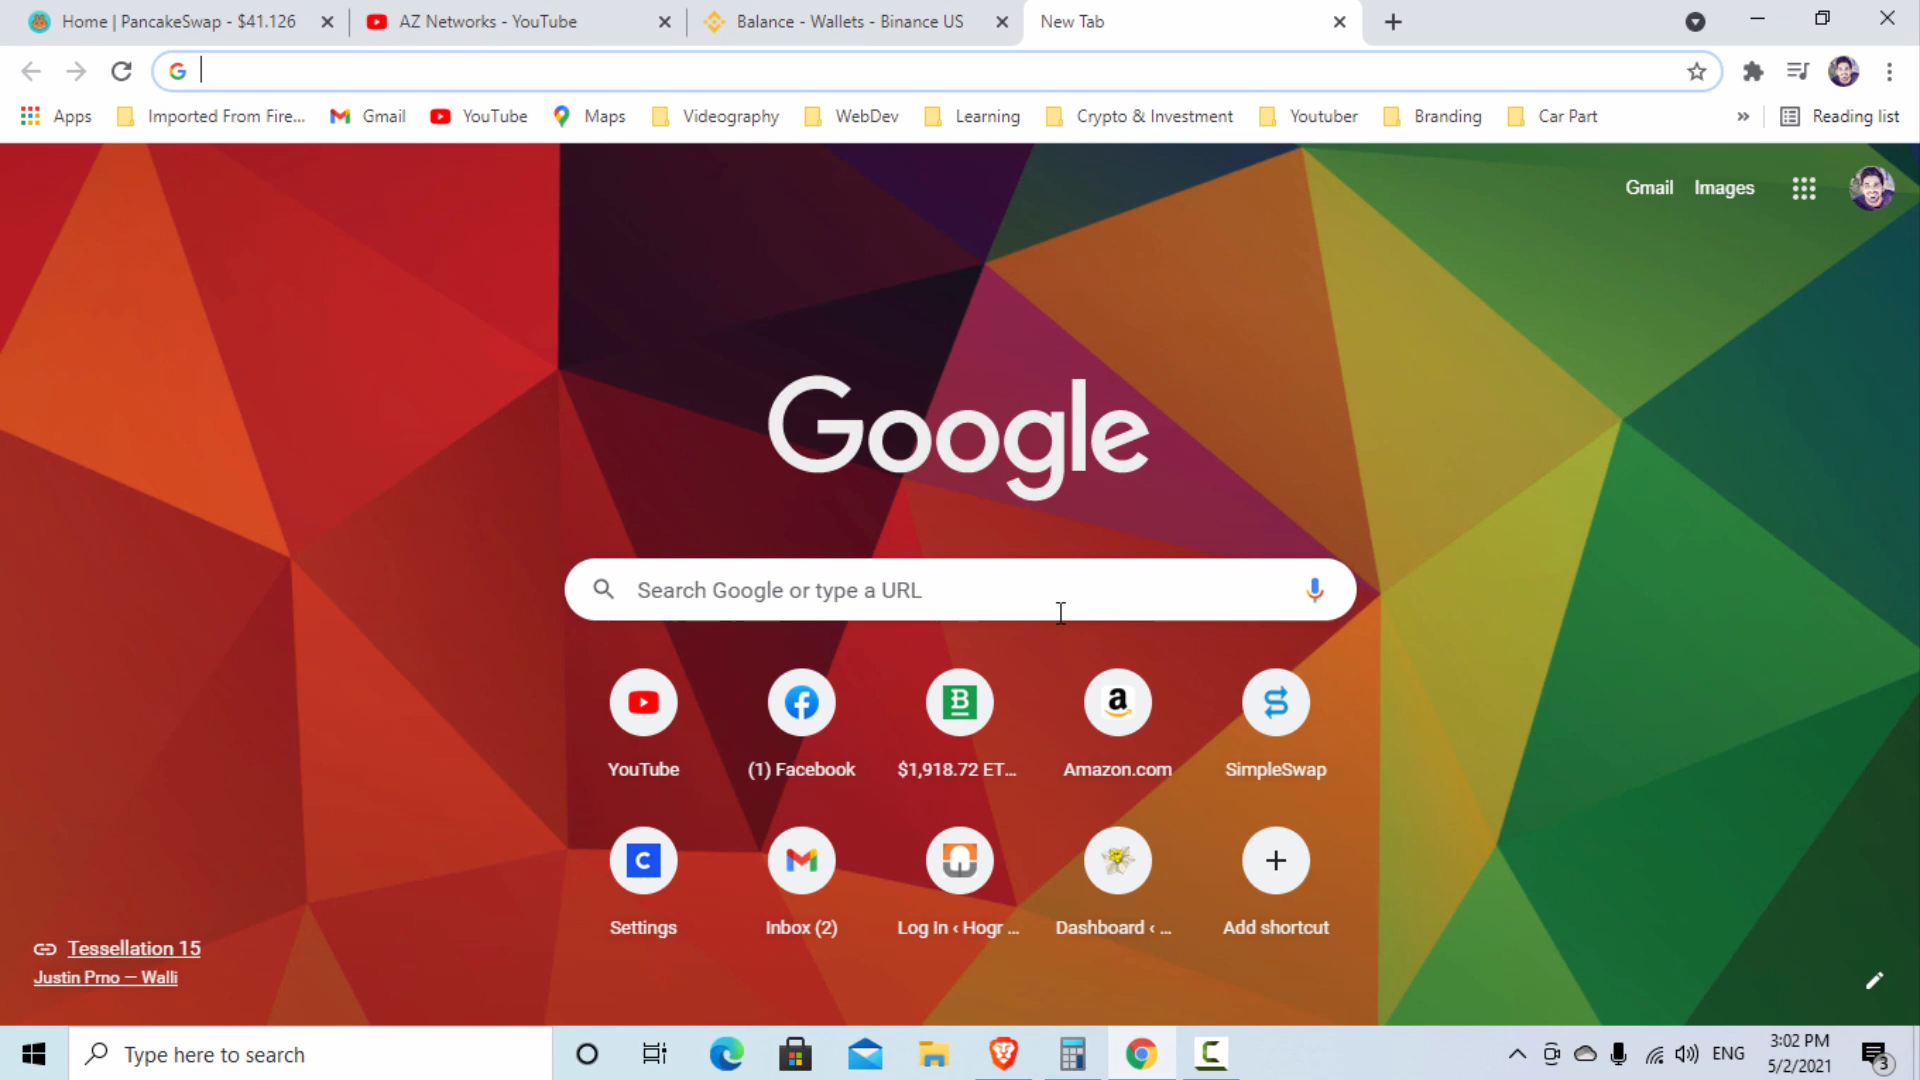 Home | PancakeSwap - $41.126
AZ Networks - YouTube
Balance - Wallets - Binance US
New Tab
Apps
Imported From Fire...
Gmail
YouTube
Maps
Videography
WebDev
Learning
Crypto & Investment
Youtuber
Branding
Car Part
»
Reading list
Gmail
Images
Google
Search Google or type a URL
YouTube
(1) Facebook
$1,918.72 ET...
Amazon.com
SimpleSwap
Settings
Inbox (2)
Log In ‹ Hogr ...
Dashboard ‹ ...
Add shortcut
Tessellation 15
Justin Prno — Walli
Type here to search
ENG
3:02 PM
5/2/2021
3